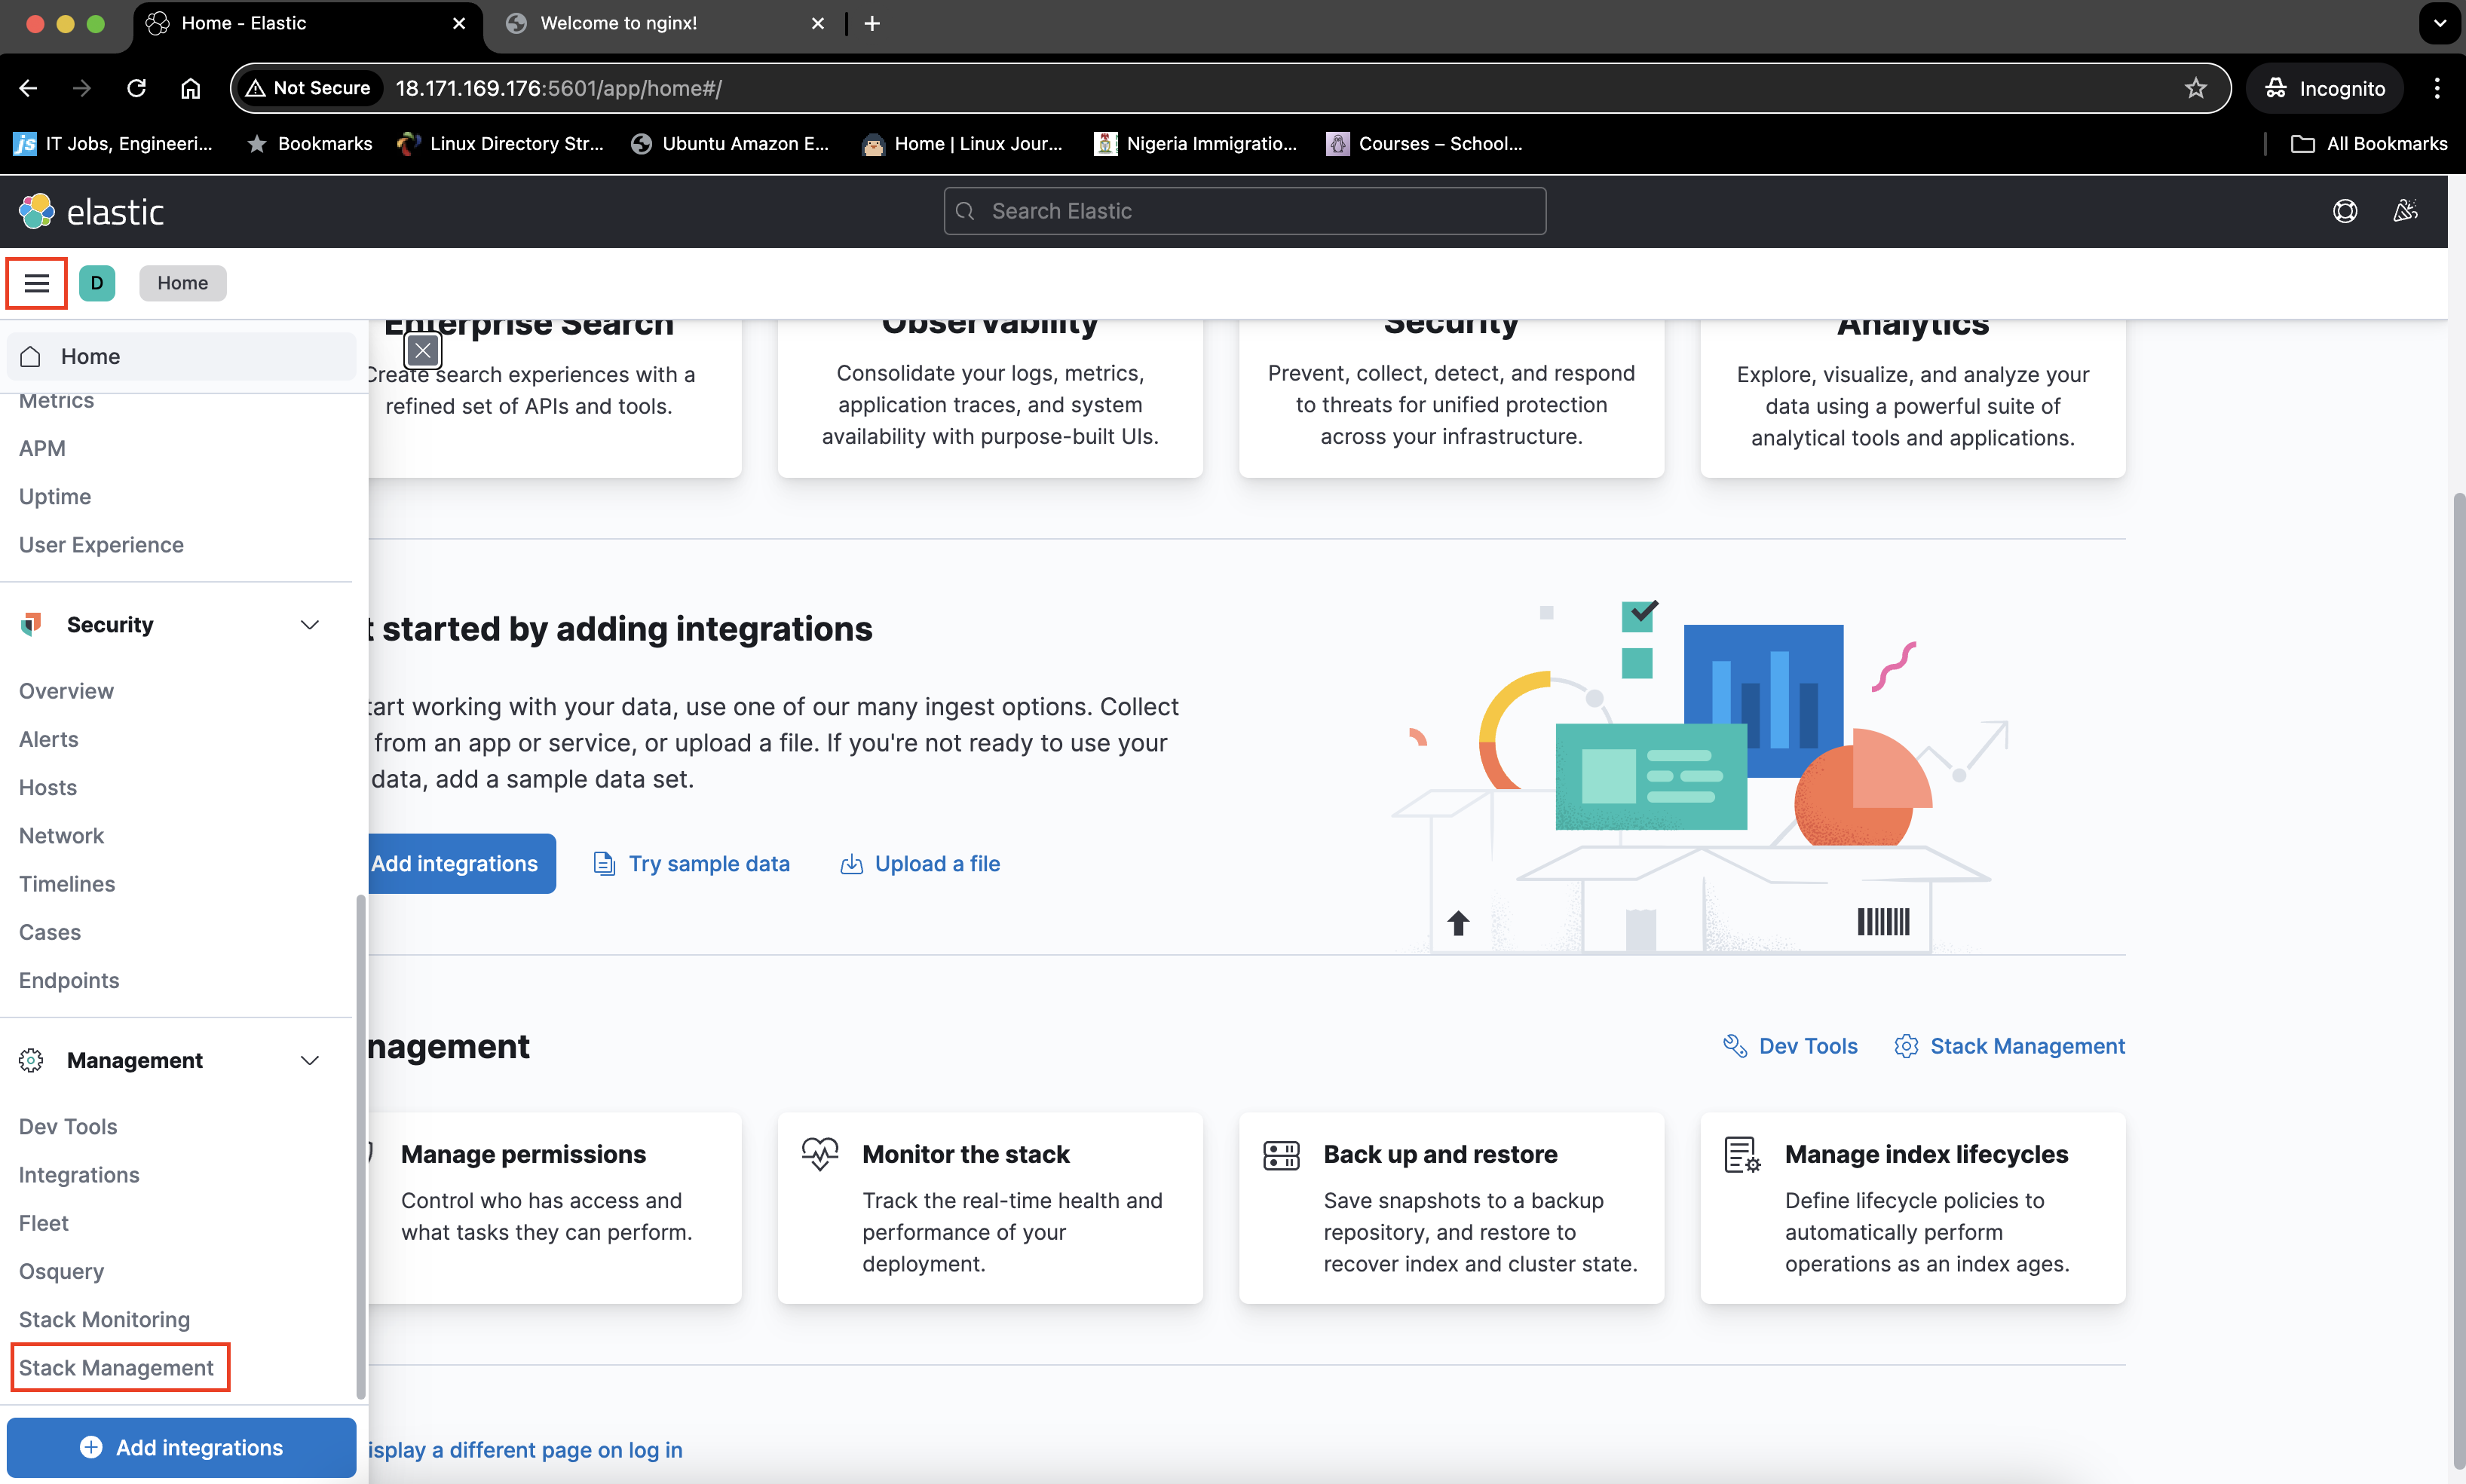 Home - Elastic
Welcome to nginx!
Not Secure
18.171.169.176:5601/app/home#/
Incognito
js IT Jobs, Engineeri...
Bookmarks
Linux Directory Str...
Ubuntu Amazon E...
Home | Linux Jour...
Nigeria Immigratio...
Courses – School...
All Bookmarks
elastic
Search Elastic
D
Home
Home
Metrics
APM
Uptime
User Experience
Security
Overview
Alerts
Hosts
Network
Timelines
Cases
Endpoints
Management
Dev Tools
Integrations
Fleet
Osquery
Stack Monitoring
Stack Management
Add integrations
Enterprise Search
Create search experiences with a
refined set of APIs and tools.
Observability
Consolidate your logs, metrics,
application traces, and system
availability with purpose-built UIs.
Security
Prevent, collect, detect, and respond
to threats for unified protection
across your infrastructure.
Analytics
Explore, visualize, and analyze your
data using a powerful suite of
analytical tools and applications.
t started by adding integrations
tart working with your data, use one of our many ingest options. Collect
from an app or service, or upload a file. If you're not ready to use your
data, add a sample data set.
Add integrations
Try sample data
Upload a file
nagement
Dev Tools
Stack Management
Manage permissions
Control who has access and
what tasks they can perform.
Monitor the stack
Track the real-time health and
performance of your
deployment.
Back up and restore
Save snapshots to a backup
repository, and restore to
recover index and cluster state.
Manage index lifecycles
Define lifecycle policies to
automatically perform
operations as an index ages.
isplay a different page on log in